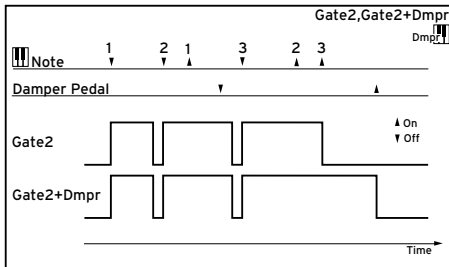 Gate2,Gate2+Dmpr
Dmpr
1 2 1 3 2 3
Note
Damper Pedal
Gate2
On
Off
Gate2+Dmpr
Time